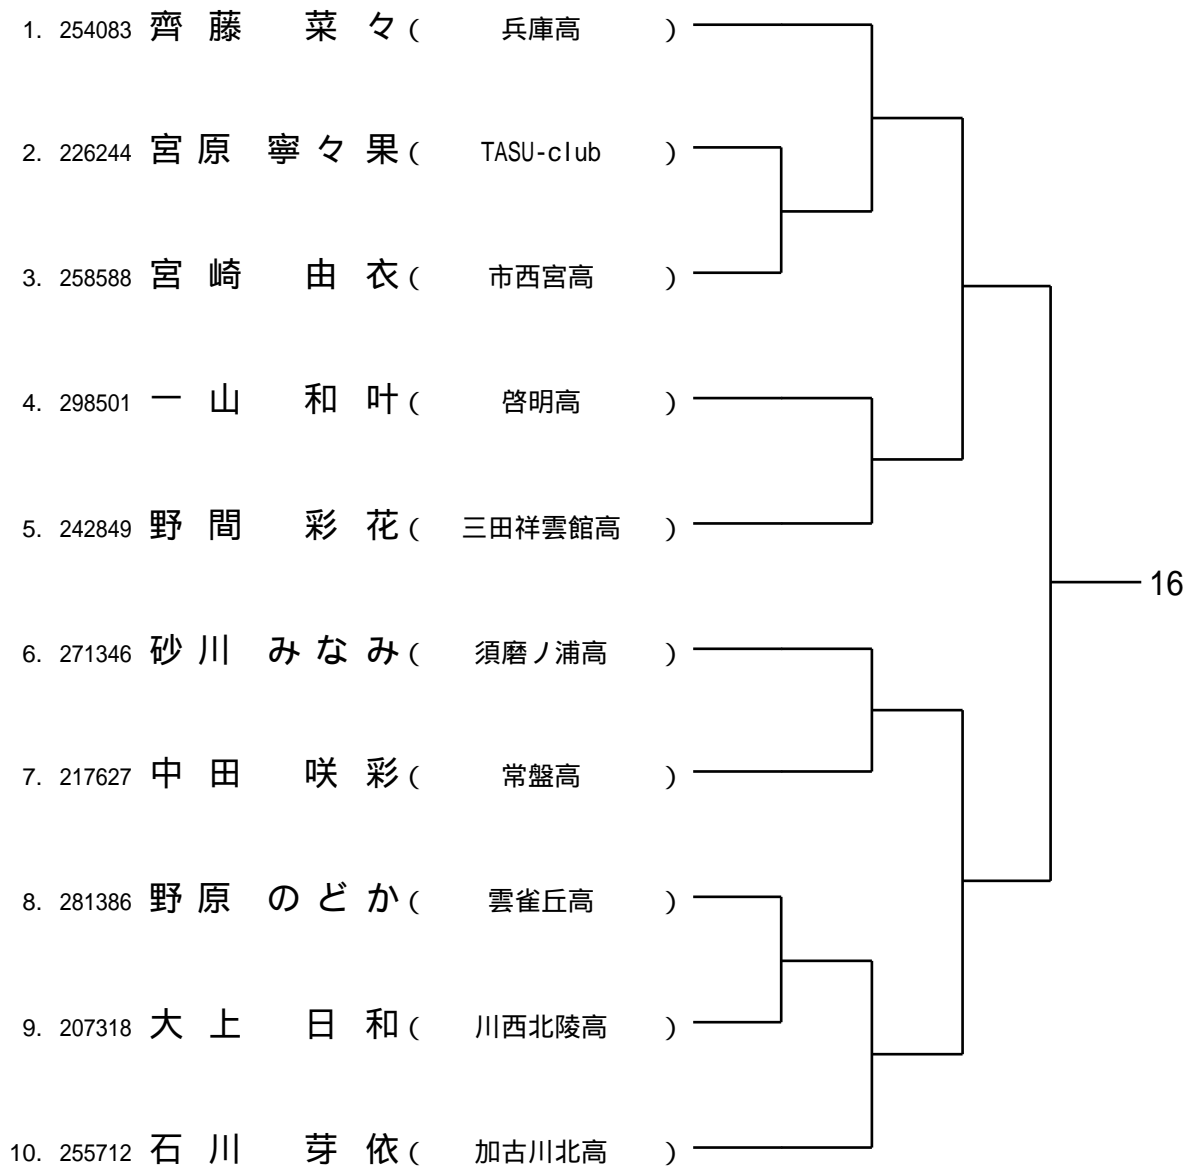 1. 254083 齊藤 菜々 ( 兵庫高 )
2. 226244 宮原 寧々果 ( TASU-club )
3. 258588 宮崎 由衣 ( 市西宮高 )
4. 298501 一山 和叶 ( 啓明高 )
5. 242849 野間 彩花 ( 三田祥雲館高 )
16
6. 271346 砂川 みなみ ( 須磨ノ浦高 )
7. 217627 中田 咲彩 ( 常盤高 )
8. 281386 野原 のどか ( 雲雀丘高 )
9. 207318 大上 日和 ( 川西北陵高 )
10. 255712 石川 芽依 ( 加古川北高 )